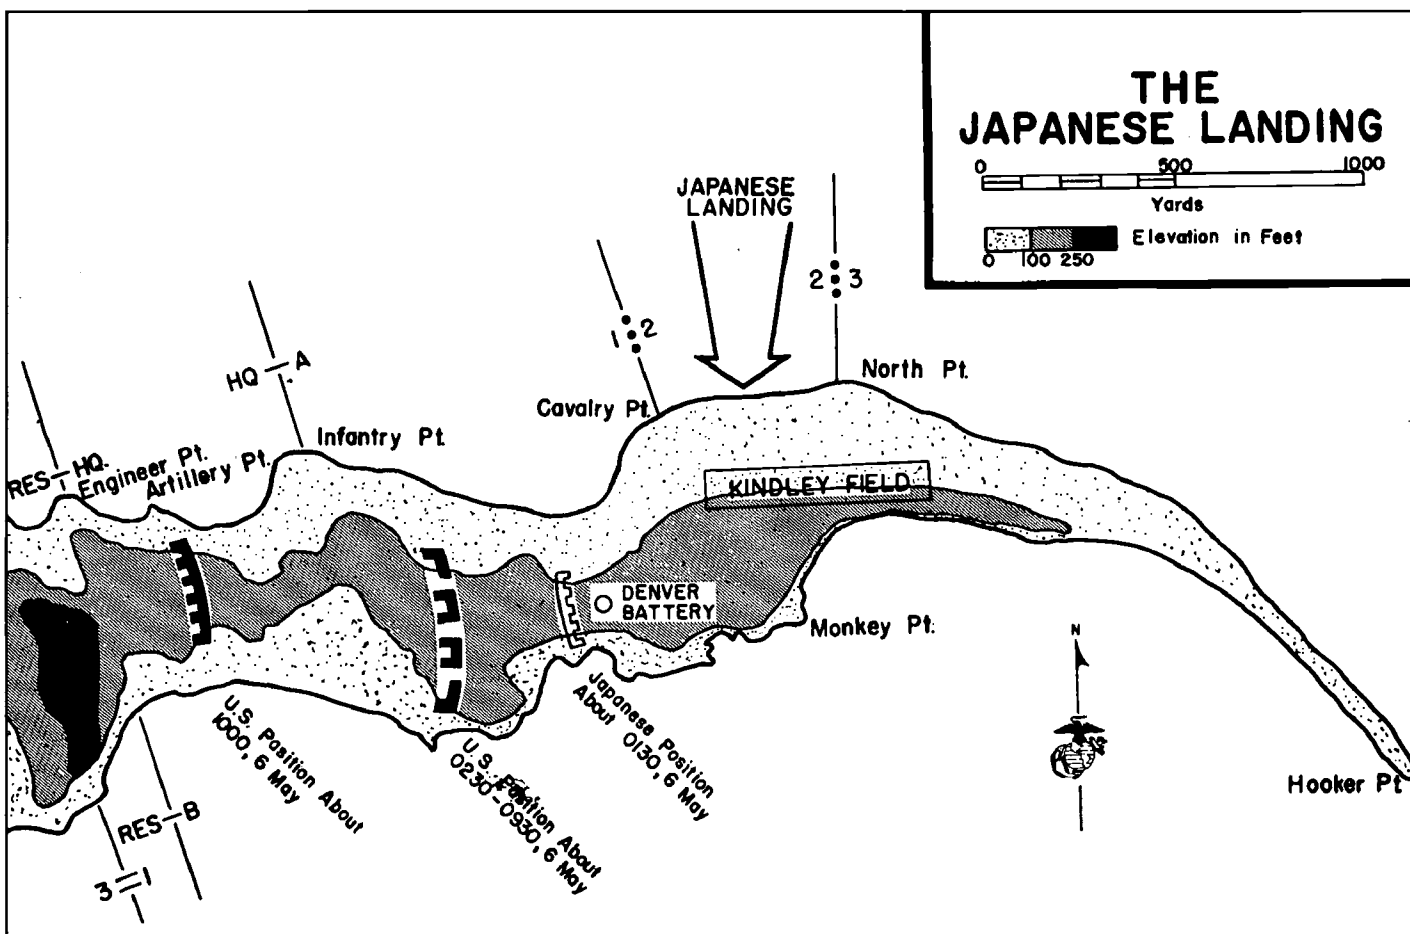 THE
JAPANESE LANDING
0 500 1000
Yards
Elevation in Feet
0 100 250
JAPANESE
LANDING
2 3
1 2
HQ A
RES HQ.
North Pt.
Cavalry Pt.
Infantry Pt.
Engineer Pt.
Artillery Pt.
KINDLEY FIELD
DENVER
BATTERY
Monkey Pt.
N
Hooker Pt
Japanese Position
About 0130, 6 May
U.S. Position About
0230-0930, 6 May
U.S. Position About
1000, 6 May
RES B
3 1